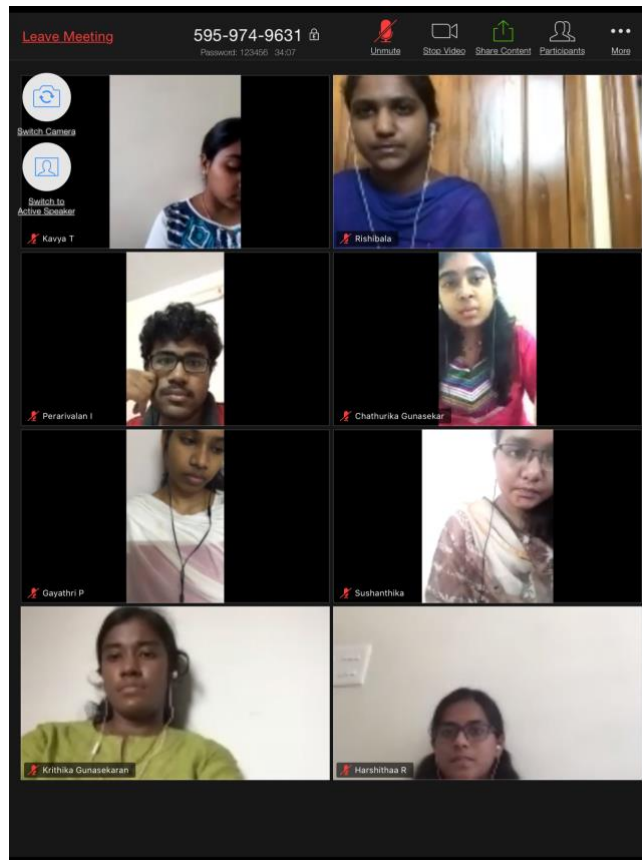 Leave Meeting
595-974-9631
Password: 123456 34:07
Unmute
Stop Video
Share Content
Participants
More
Switch Camera
Switch to
Active Speaker
Kavya T
Rishibala
Perarivalan I
Chathurika Gunasekar
Gayathri P
Sushanthika
Krithika Gunasekaran
Harshithaa R